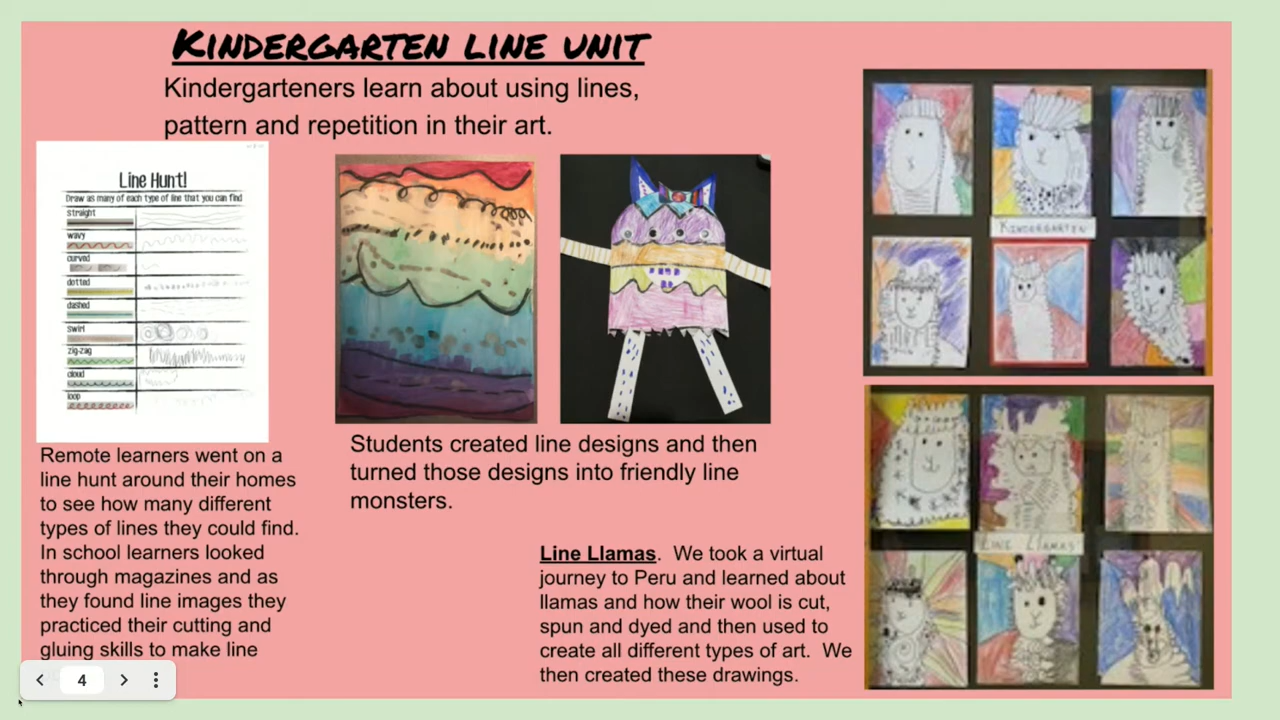 KINDERGARTEN LINE UNIT
Kindergarteners learn about using lines,
pattern and repetition in their art.
Line Hunt!
Draw as many of each type of line that you can find
straight
wavy
curved
dotted
dashed
swirl
zig-zag
cloud
loop
Remote learners went on a
line hunt around their homes
to see how many different
types of lines they could find.
In school learners looked
through magazines and as
they found line images they
practiced their cutting and
gluing skills to make line
Students created line designs and then
turned those designs into friendly line
monsters.
Line Llamas. We took a virtual
journey to Peru and learned about
llamas and how their wool is cut,
spun and dyed and then used to
create all different types of art. We
then created these drawings.
KINDERGARTEN
LINE LLAMAS
4